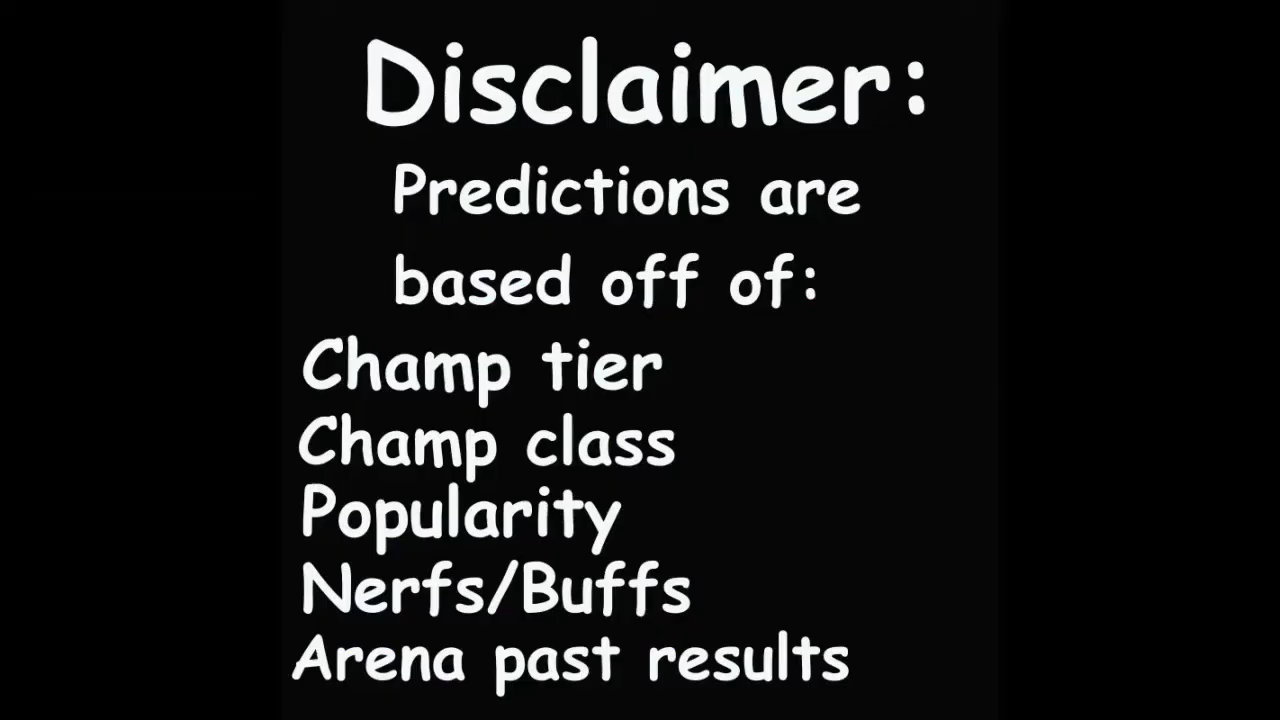 Disclaimer:
Predictions are
based off of:
Champ tier
Champ class
Popularity
Nerfs/Buffs
Arena past results